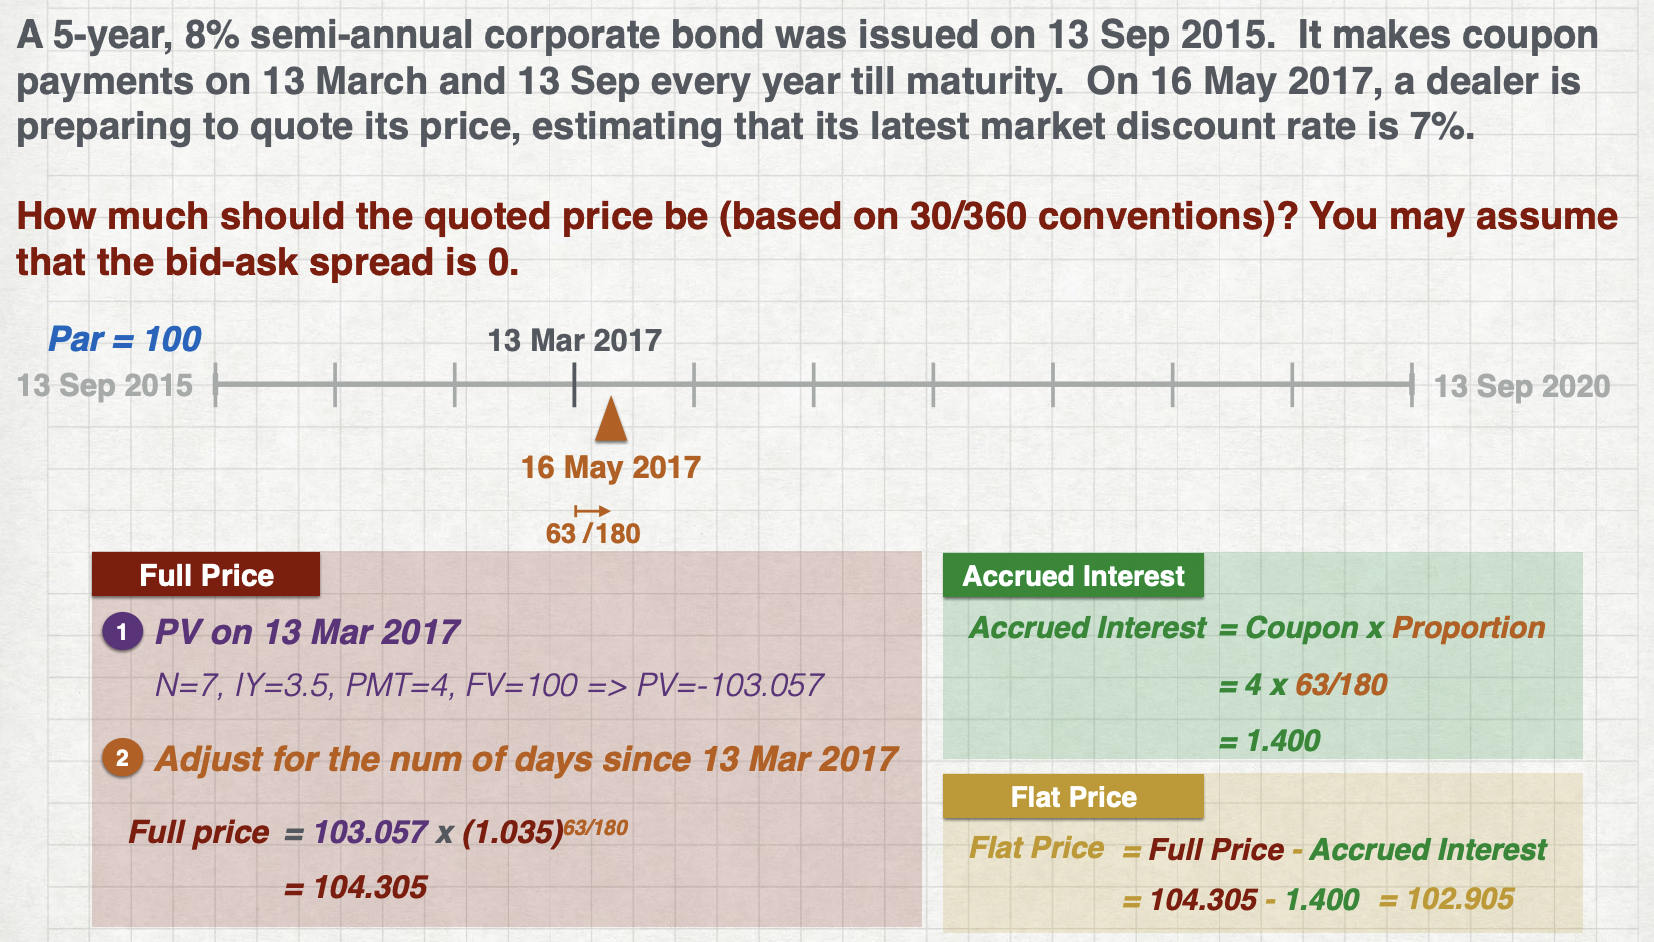 A 5-year, 8% semi-annual corporate bond was issued on 13 Sep 2015.  It makes coupon
payments on 13 March and 13 Sep every year till maturity.  On 16 May 2017, a dealer is
preparing to quote its price, estimating that its latest market discount rate is 7%.
How much should the quoted price be (based on 30/360 conventions)? You may assume
that the bid-ask spread is 0.
Par = 100
13 Mar 2017
13 Sep 2015
13 Sep 2020
16 May 2017
63 /180
Full Price
1 PV on 13 Mar 2017
N=7, IY=3.5, PMT=4, FV=100 => PV=-103.057
2 Adjust for the num of days since 13 Mar 2017
Full price = 103.057 x (1.035)^63/180
= 104.305
Accrued Interest
Accrued Interest = Coupon x Proportion
= 4 x 63/180
= 1.400
Flat Price
Flat Price = Full Price - Accrued Interest
= 104.305 - 1.400 = 102.905